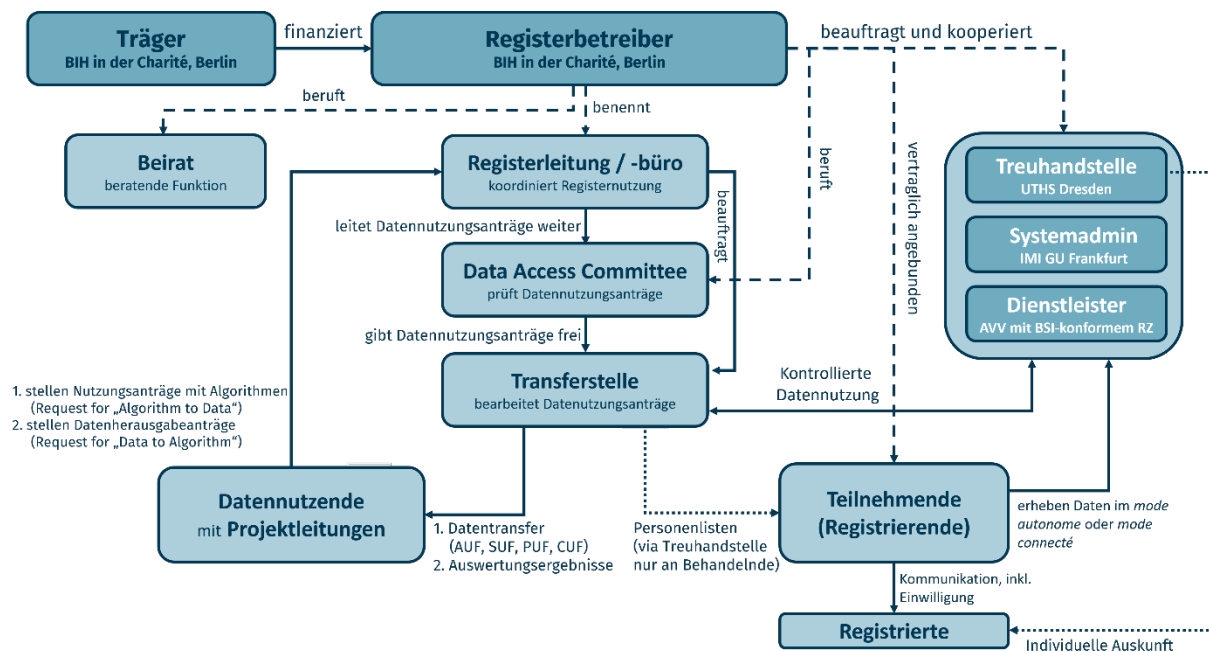 Träger
BIH in der Charité, Berlin
finanziert
Registerbetreiber
BIH in der Charité, Berlin
beauftragt und kooperiert
beruft
benennt
Beirat
beratende Funktion
Registerleitung / -büro
koordiniert Registernutzung
beruft
vertraglich angebunden
Treuhandstelle
UTHS Dresden
leitet Datennutzungsanträge weiter
beauftragt
Systemadmin
IMI GU Frankfurt
Data Access Committee
prüft Datennutzungsanträge
Dienstleister
AVV mit BSI-konformem RZ
gibt Datennutzungsanträge frei
Transferstelle
bearbeitet Datenutzungsanträge
Kontrollierte
Datennutzung
1. stellen Nutzungsanträge mit Algorithmen
(Request for „Algorithm to Data“)
2. stellen Datenherausgabeanträge
(Request for „Data to Algorithm“)
Datennutzende
mit Projektleitungen
1. Datentransfer
(AUF, SUF, PUF, CUF)
2. Auswertungsergebnisse
Personenlisten
(via Treuhandstelle
nur an Behandelnde)
Teilnehmende
(Registrierende)
erheben Daten im mode
autonome oder mode
connecté
Kommunikation, inkl.
Einwilligung
Registrierte
Individuelle Auskunft